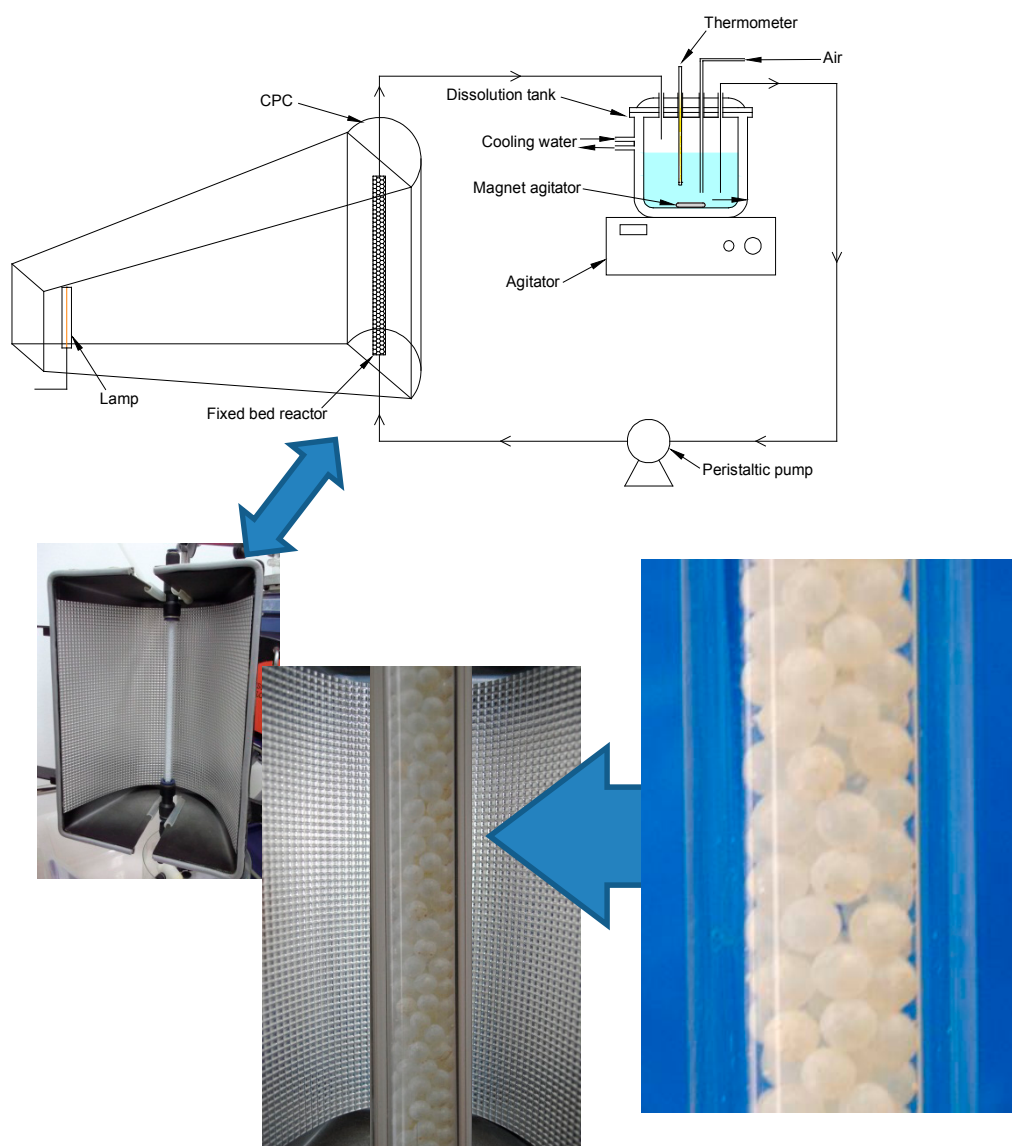 Thermometer
Air
Dissolution tank
CPC
Cooling water
Magnet agitator
Agitator
Lamp
Fixed bed reactor
Peristaltic pump